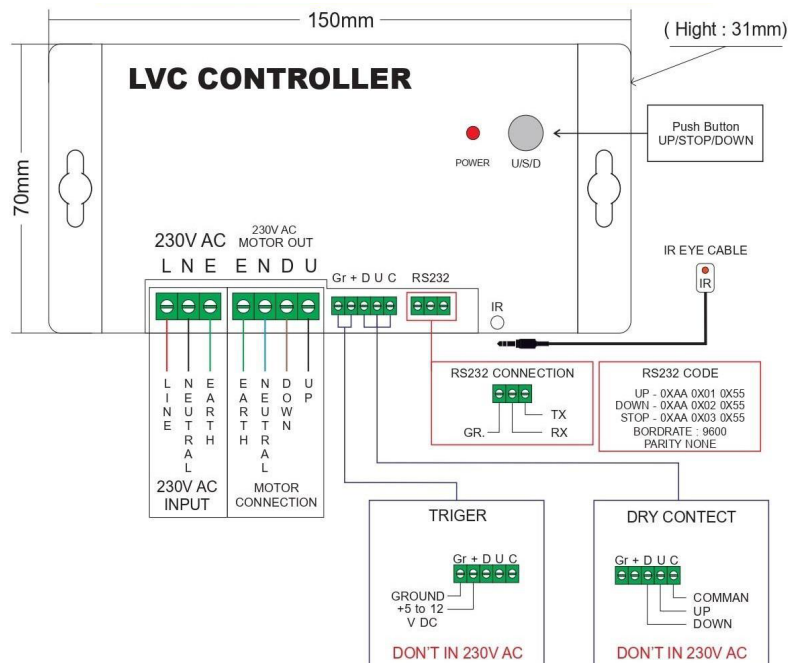 150mm
( Hight : 31mm)
LVC CONTROLLER
70mm
POWER
U/S/D
Push Button
UP/STOP/DOWN
230V AC
L N E
230V AC
MOTOR OUT
E N D U
Gr + D U C
RS232
IR
IR EYE CABLE
IR
LINE
NEUTRAL
EARTH
EARTH
NEUTRAL
DOWN
UP
230V AC
INPUT
MOTOR
CONNECTION
RS232 CONNECTION
TX
GR.
RX
RS232 CODE
UP - 0XAA 0X01 0X55
DOWN - 0XAA 0X02 0X55
STOP - 0XAA 0X03 0X55
BORDRATE : 9600
PARITY NONE
TRIGER
Gr + D U C
GROUND
+5 to 12
V DC
DON'T IN 230V AC
DRY CONTECT
Gr + D U C
COMMAN
UP
DOWN
DON'T IN 230V AC